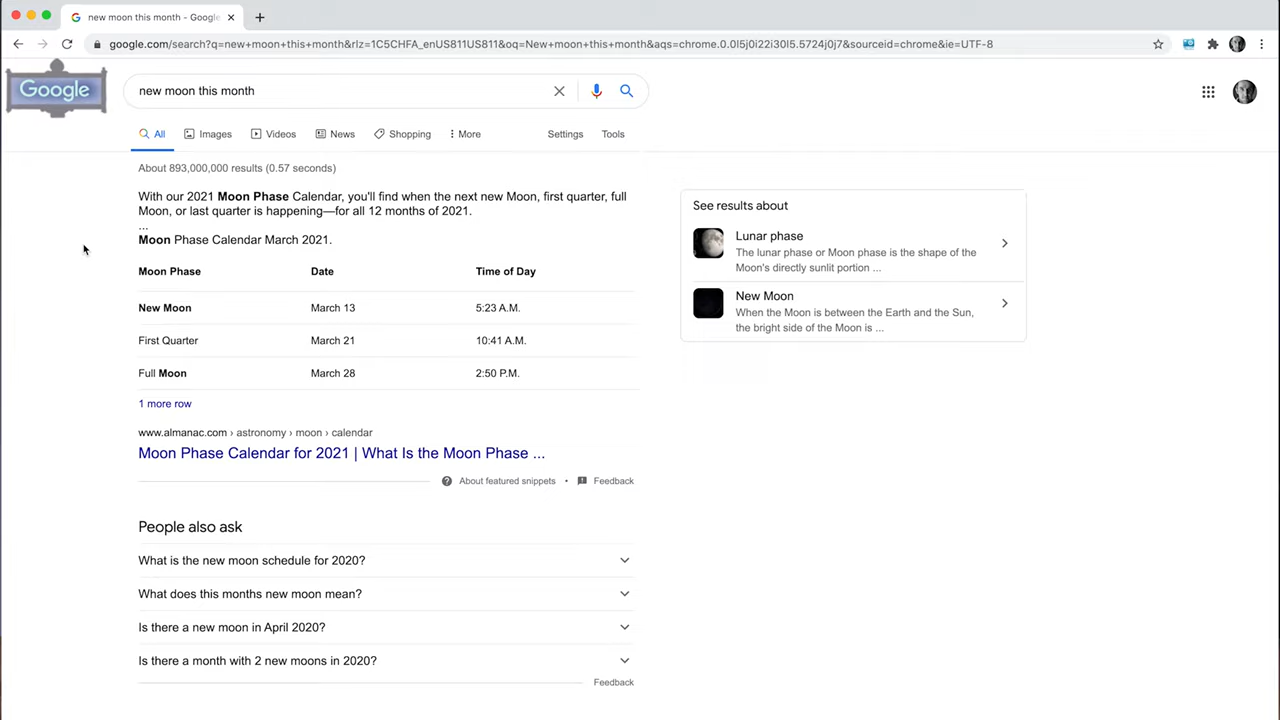 new moon this month - Google
google.com/search?q=new+moon+this+month&rlz=1C5CHFA_enUS811US811&oq=New+moon+this+month&aqs=chrome.0.0l5j0i22i30l5.5724j0j7&sourceid=chrome&ie=UTF-8
Google
new moon this month
All Images Videos News Shopping More Settings Tools
About 893,000,000 results (0.57 seconds)
With our 2021 Moon Phase Calendar, you'll find when the next new Moon, first quarter, full
Moon, or last quarter is happening—for all 12 months of 2021.
...
Moon Phase Calendar March 2021.
Moon Phase Date Time of Day
New Moon March 13 5:23 A.M.
First Quarter March 21 10:41 A.M.
Full Moon March 28 2:50 P.M.
1 more row
www.almanac.com › astronomy › moon › calendar
Moon Phase Calendar for 2021 | What Is the Moon Phase ...
About featured snippets • Feedback
People also ask
What is the new moon schedule for 2020?
What does this months new moon mean?
Is there a new moon in April 2020?
Is there a month with 2 new moons in 2020?
Feedback
See results about
Lunar phase
The lunar phase or Moon phase is the shape of the
Moon's directly sunlit portion ...
New Moon
When the Moon is between the Earth and the Sun,
the bright side of the Moon is ...